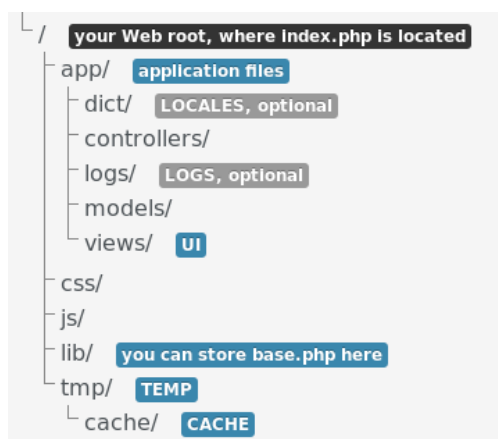 / your Web root, where index.php is located
app/ application files
dict/ LOCALES, optional
controllers/
logs/ LOGS, optional
models/
views/ UI
css/
js/
lib/ you can store base.php here
tmp/ TEMP
cache/ CACHE